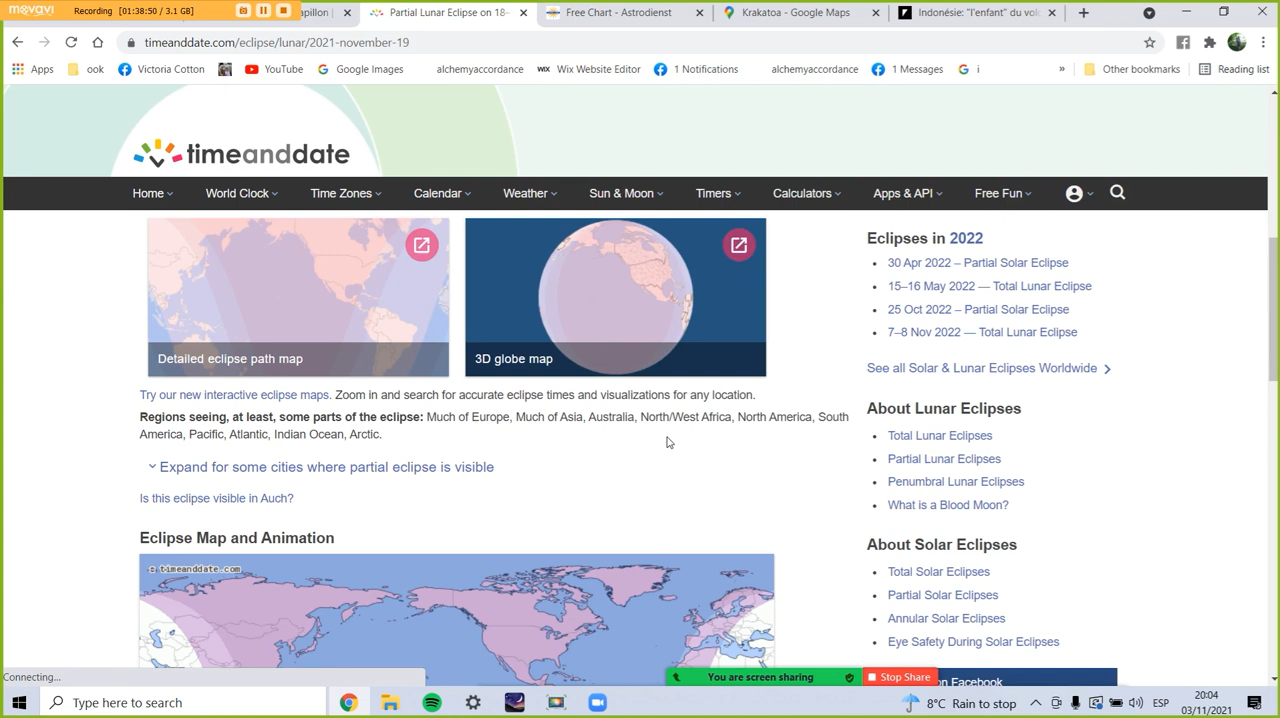 movavi Recording 01:38:50 / 3.1 GB
apillon
Partial Lunar Eclipse on 18–
Free Chart - Astrodienst
Krakatoa - Google Maps
Indonésie: "l'enfant" du vol
timeanddate.com/eclipse/lunar/2021-november-19
Apps ook Victoria Cotton YouTube Google Images alchemyaccordance Wix Website Editor 1 Notifications alchemyaccordance 1 Messages i » Other bookmarks Reading list
timeanddate
Home World Clock Time Zones Calendar Weather Sun & Moon Timers Calculators Apps & API Free Fun
Detailed eclipse path map
3D globe map
Try our new interactive eclipse maps. Zoom in and search for accurate eclipse times and visualizations for any location.
Regions seeing, at least, some parts of the eclipse: Much of Europe, Much of Asia, Australia, North/West Africa, North America, South
America, Pacific, Atlantic, Indian Ocean, Arctic.
Expand for some cities where partial eclipse is visible
Is this eclipse visible in Auch?
Eclipse Map and Animation
© timeanddate.com
Eclipses in 2022
30 Apr 2022 – Partial Solar Eclipse
15–16 May 2022 — Total Lunar Eclipse
25 Oct 2022 – Partial Solar Eclipse
7–8 Nov 2022 — Total Lunar Eclipse
See all Solar & Lunar Eclipses Worldwide
About Lunar Eclipses
Total Lunar Eclipses
Partial Lunar Eclipses
Penumbral Lunar Eclipses
What is a Blood Moon?
About Solar Eclipses
Total Solar Eclipses
Partial Solar Eclipses
Annular Solar Eclipses
Eye Safety During Solar Eclipses
on Facebook
Connecting...
You are screen sharing
Stop Share
Type here to search
8°C Rain to stop
ESP
20:04
03/11/2021